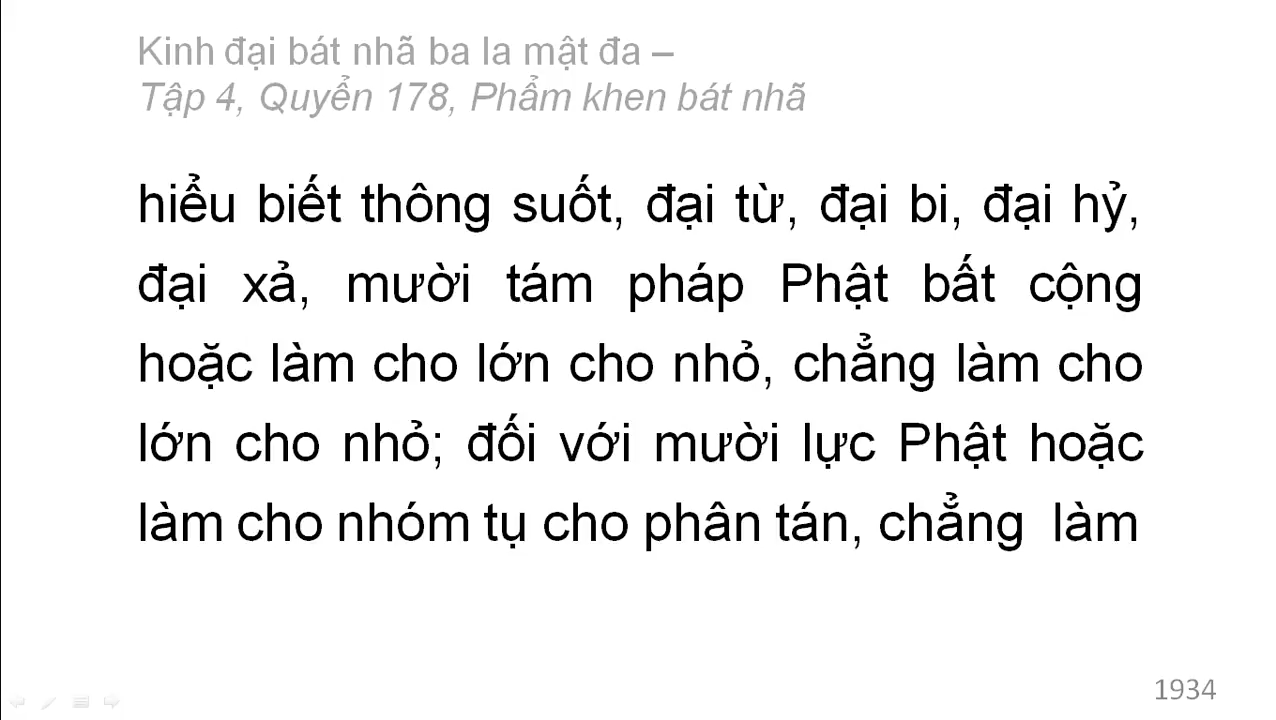 Kinh đại bát nhã ba la mật đa –
Tập 4, Quyển 178, Phẩm khen bát nhã
hiểu biết thông suốt, đại từ, đại bi, đại hỷ,
đại xả, mười tám pháp Phật bất cộng
hoặc làm cho lớn cho nhỏ, chẳng làm cho
lớn cho nhỏ; đối với mười lực Phật hoặc
làm cho nhóm tụ cho phân tán, chẳng làm
1934